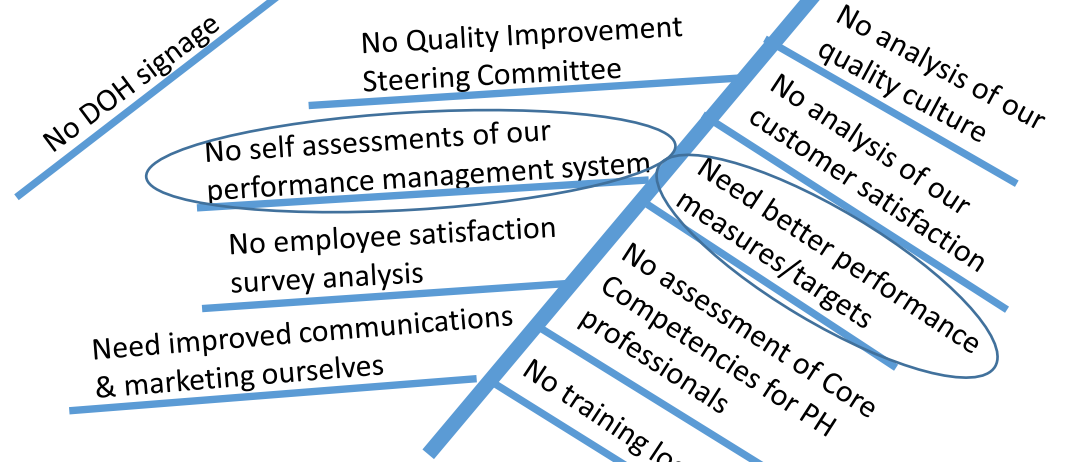 No DOH signage
No Quality Improvement
Steering Committee
No self assessments of our
performance management system
No employee satisfaction
survey analysis
Need improved communications
& marketing ourselves
No analysis of our
quality culture
No analysis of our
customer satisfaction
Need better performance
measures/targets
No assessment of Core
Competencies for PH
professionals
No training